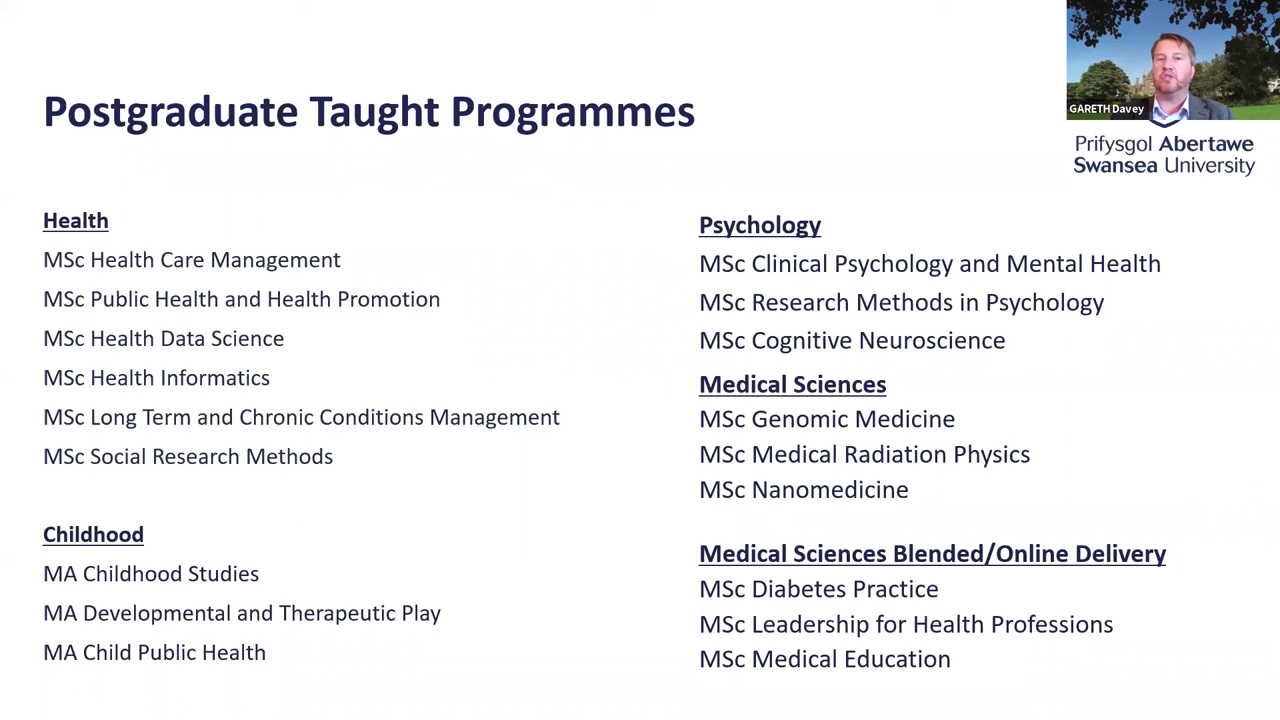 Postgraduate Taught Programmes
GARETH Davey
Prifysgol Abertawe
Swansea University
Health
MSc Health Care Management
MSc Public Health and Health Promotion
MSc Health Data Science
MSc Health Informatics
MSc Long Term and Chronic Conditions Management
MSc Social Research Methods
Childhood
MA Childhood Studies
MA Developmental and Therapeutic Play
MA Child Public Health
Psychology
MSc Clinical Psychology and Mental Health
MSc Research Methods in Psychology
MSc Cognitive Neuroscience
Medical Sciences
MSc Genomic Medicine
MSc Medical Radiation Physics
MSc Nanomedicine
Medical Sciences Blended/Online Delivery
MSc Diabetes Practice
MSc Leadership for Health Professions
MSc Medical Education